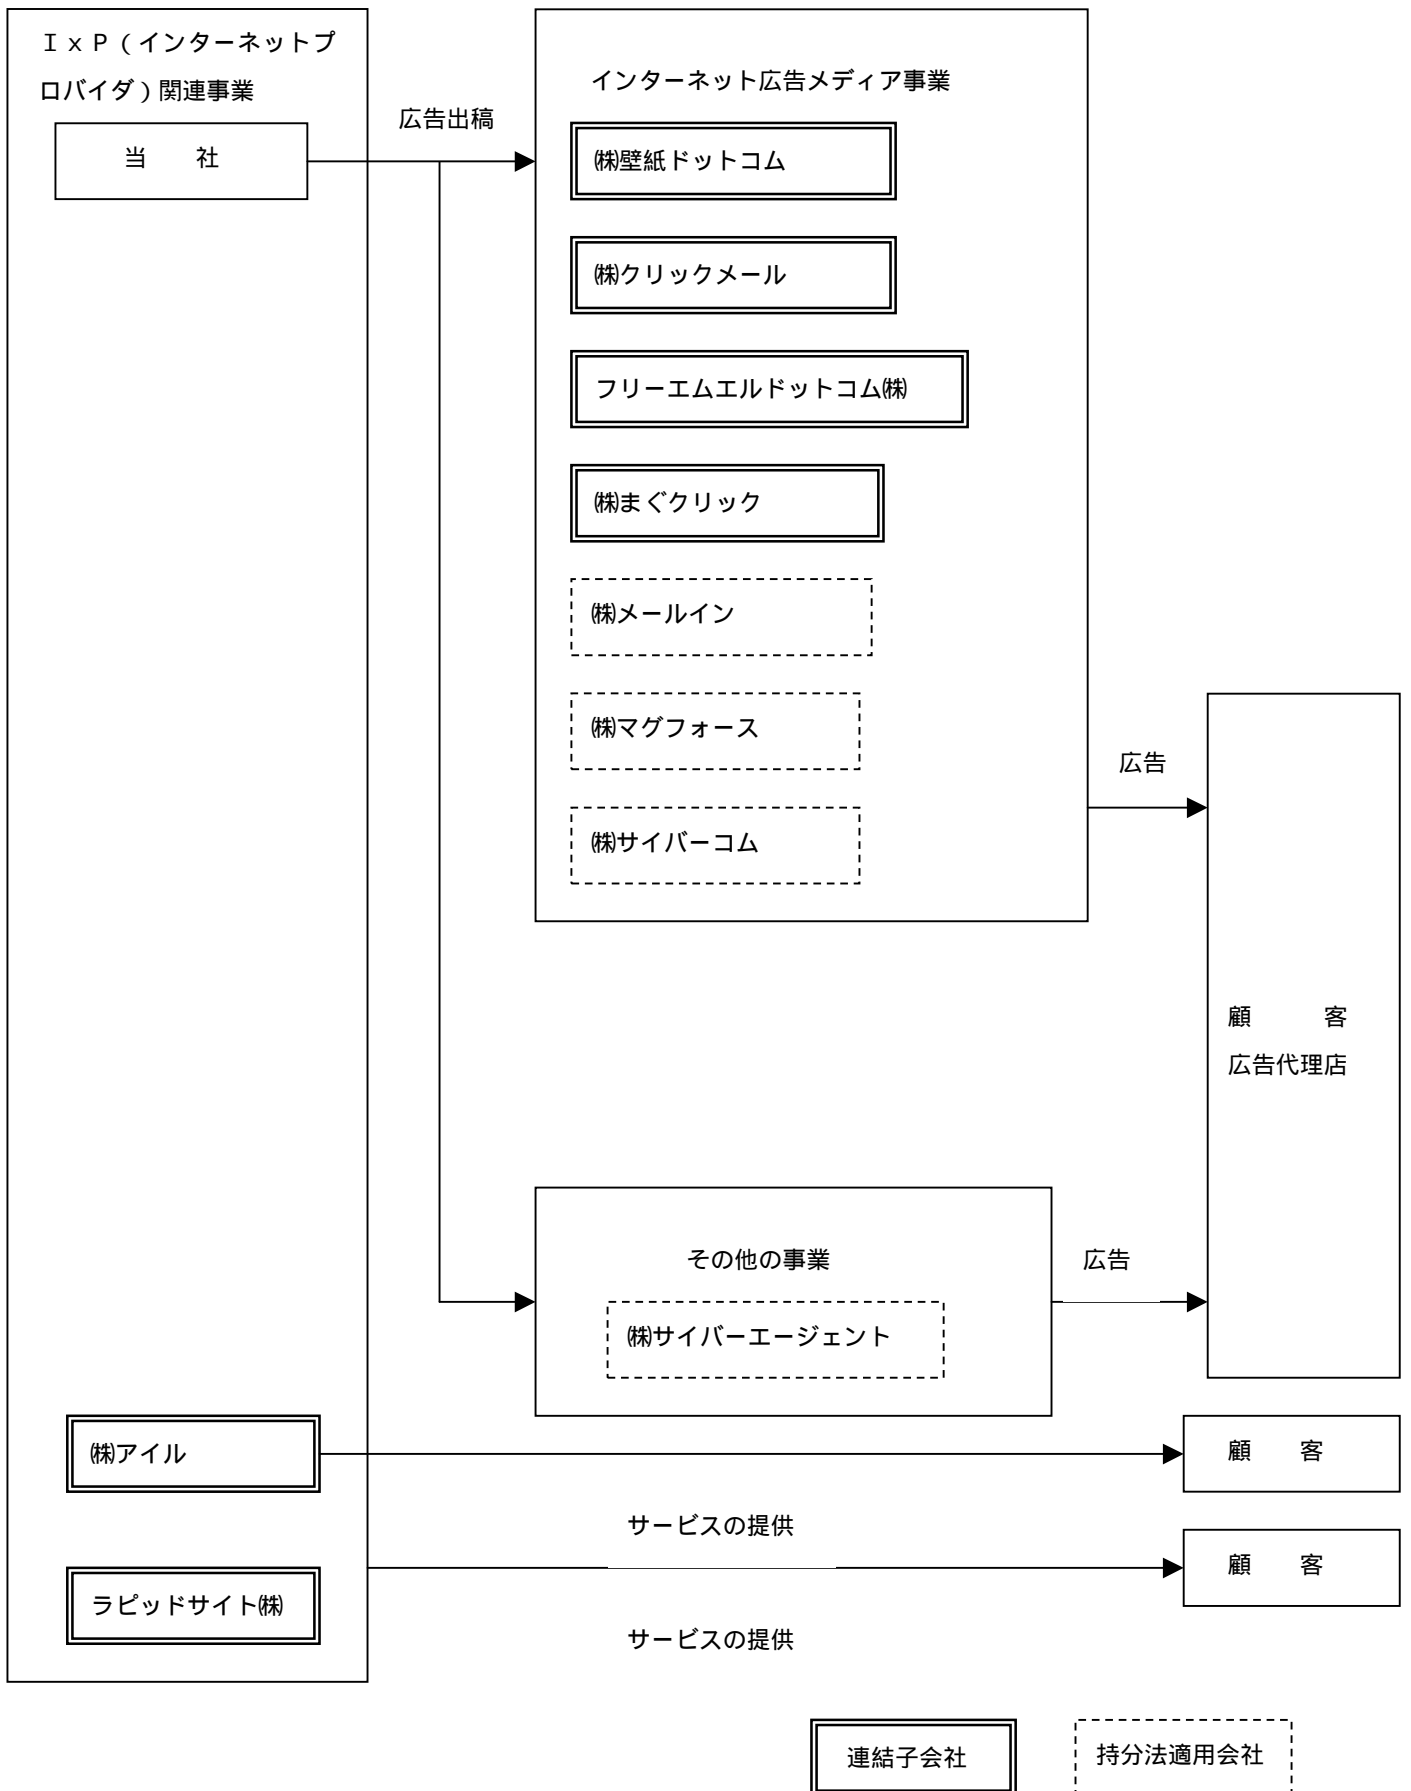 Ｉｘｐ（インターネットプ
ロバイダ）関連事業
当　　社
広告出稿
インターネット広告メディア事業
㈱壁紙ドットコム
㈱クリックメール
フリーエムエルドットコム㈱
㈱まぐクリック
㈱メールイン
㈱マグフォース
㈱サイバーコム
広告
顧　　　客
広告代理店
その他の事業
広告
㈱サイバーエージェント
㈱アイル
顧　　客
サービスの提供
顧　　客
ラピッドサイト㈱
サービスの提供
連結子会社
持分法適用会社